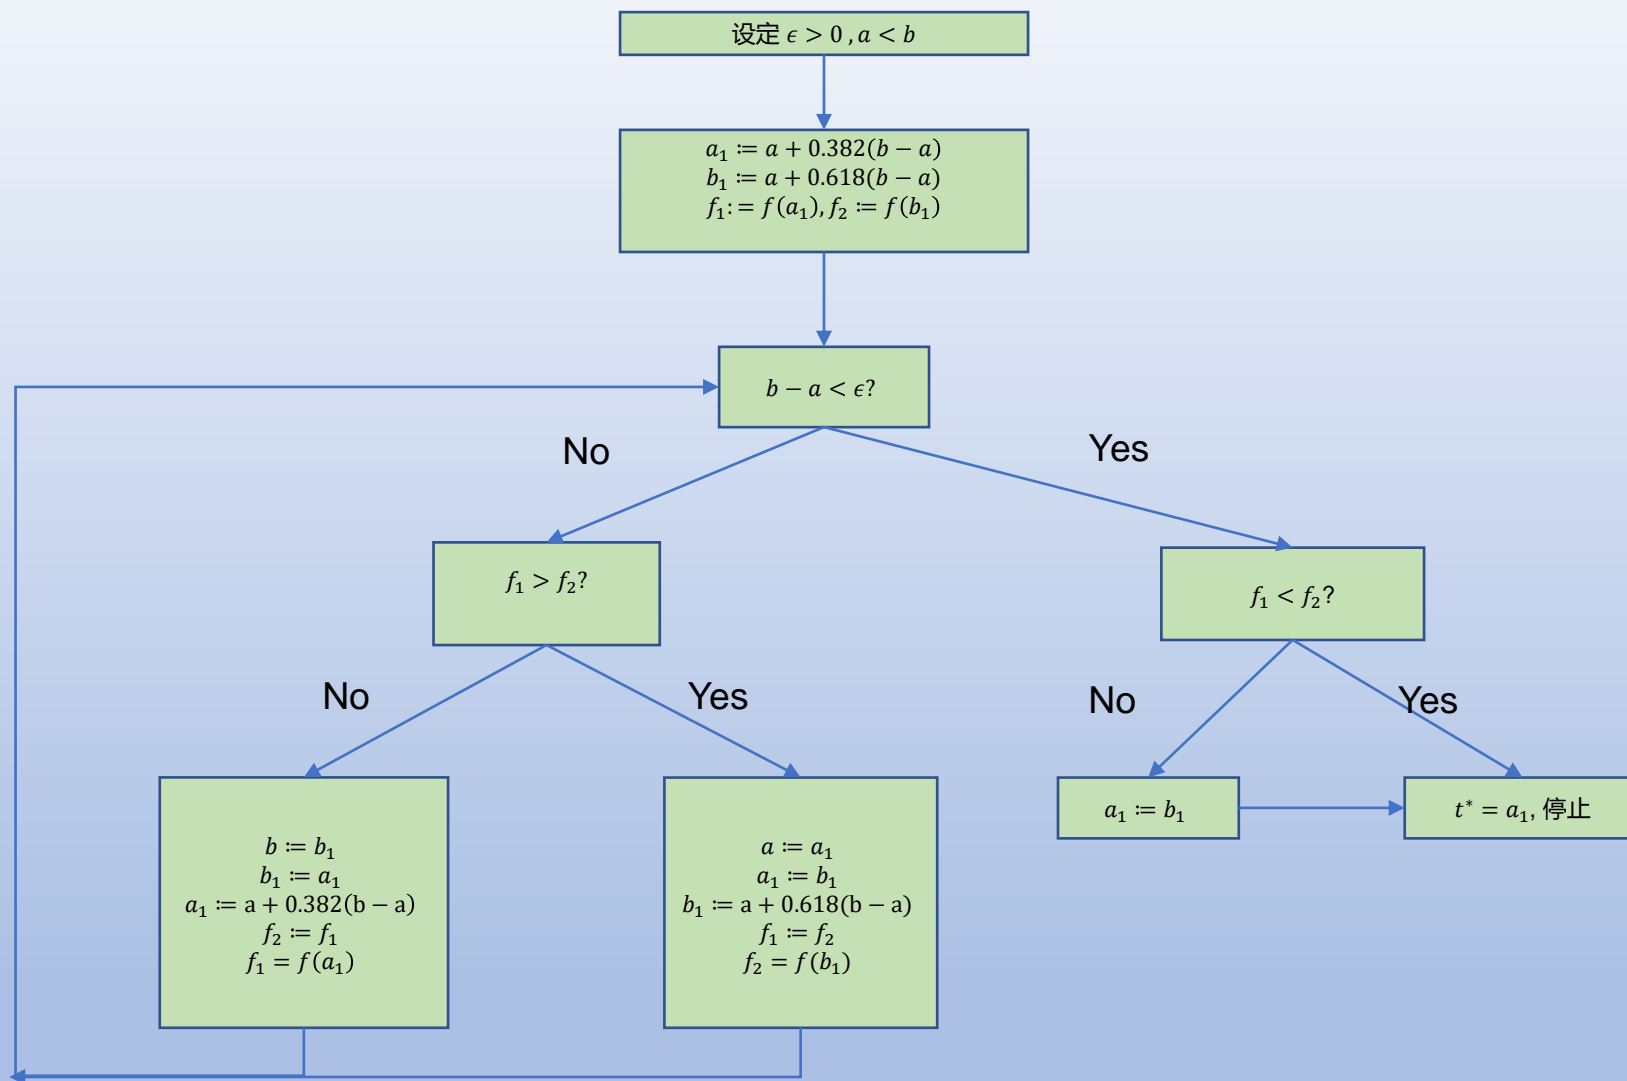 设定 ϵ > 0 , a < b
a₁ ≔ a + 0.382(b − a)
b₁ ≔ a + 0.618(b − a)
f₁: = f(a₁), f₂ ≔ f(b₁)
b − a < ϵ?
No
Yes
f₁ > f₂?
f₁ < f₂?
No
Yes
No
Yes
b ≔ b₁
b₁ ≔ a₁
a₁ ≔ a + 0.382(b − a)
f₂ ≔ f₁
f₁ = f(a₁)
a ≔ a₁
a₁ ≔ b₁
b₁ ≔ a + 0.618(b − a)
f₁ ≔ f₂
f₂ = f(b₁)
a₁ ≔ b₁
t* = a₁, 停止